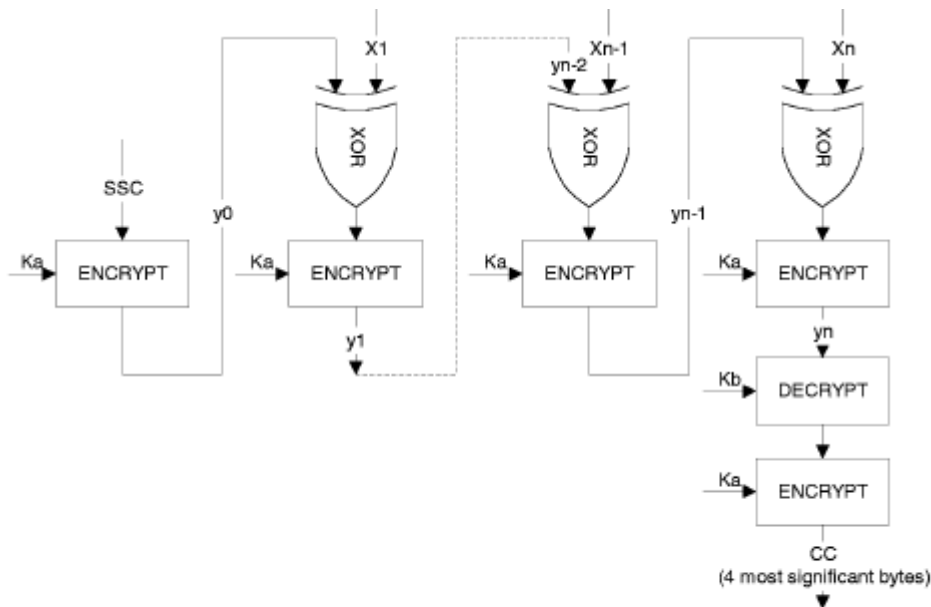 X1
Xn-1
Xn
yn-2
XOR
XOR
XOR
SSC
y0
yn-1
Ka
ENCRYPT
Ka
ENCRYPT
Ka
ENCRYPT
Ka
ENCRYPT
y1
yn
Kb
DECRYPT
Ka
ENCRYPT
CC
(4 most significant bytes)